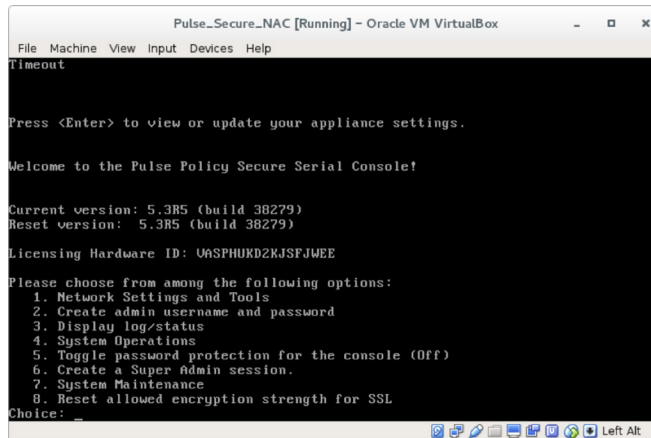 Pulse_Secure_NAC [Running] - Oracle VM VirtualBox
File Machine View Input Devices Help
Timeout
Press <Enter> to view or update your appliance settings.
Welcome to the Pulse Policy Secure Serial Console!
Current version: 5.3R5 (build 38279)
Reset version: 5.3R5 (build 38279)
Licensing Hardware ID: VASPHUKD2KJSFJWEE
Please choose from among the following options:
1. Network Settings and Tools
2. Create admin username and password
3. Display log/status
4. System Operations
5. Toggle password protection for the console (Off)
6. Create a Super Admin session.
7. System Maintenance
8. Reset allowed encryption strength for SSL
Choice: _
Left Alt